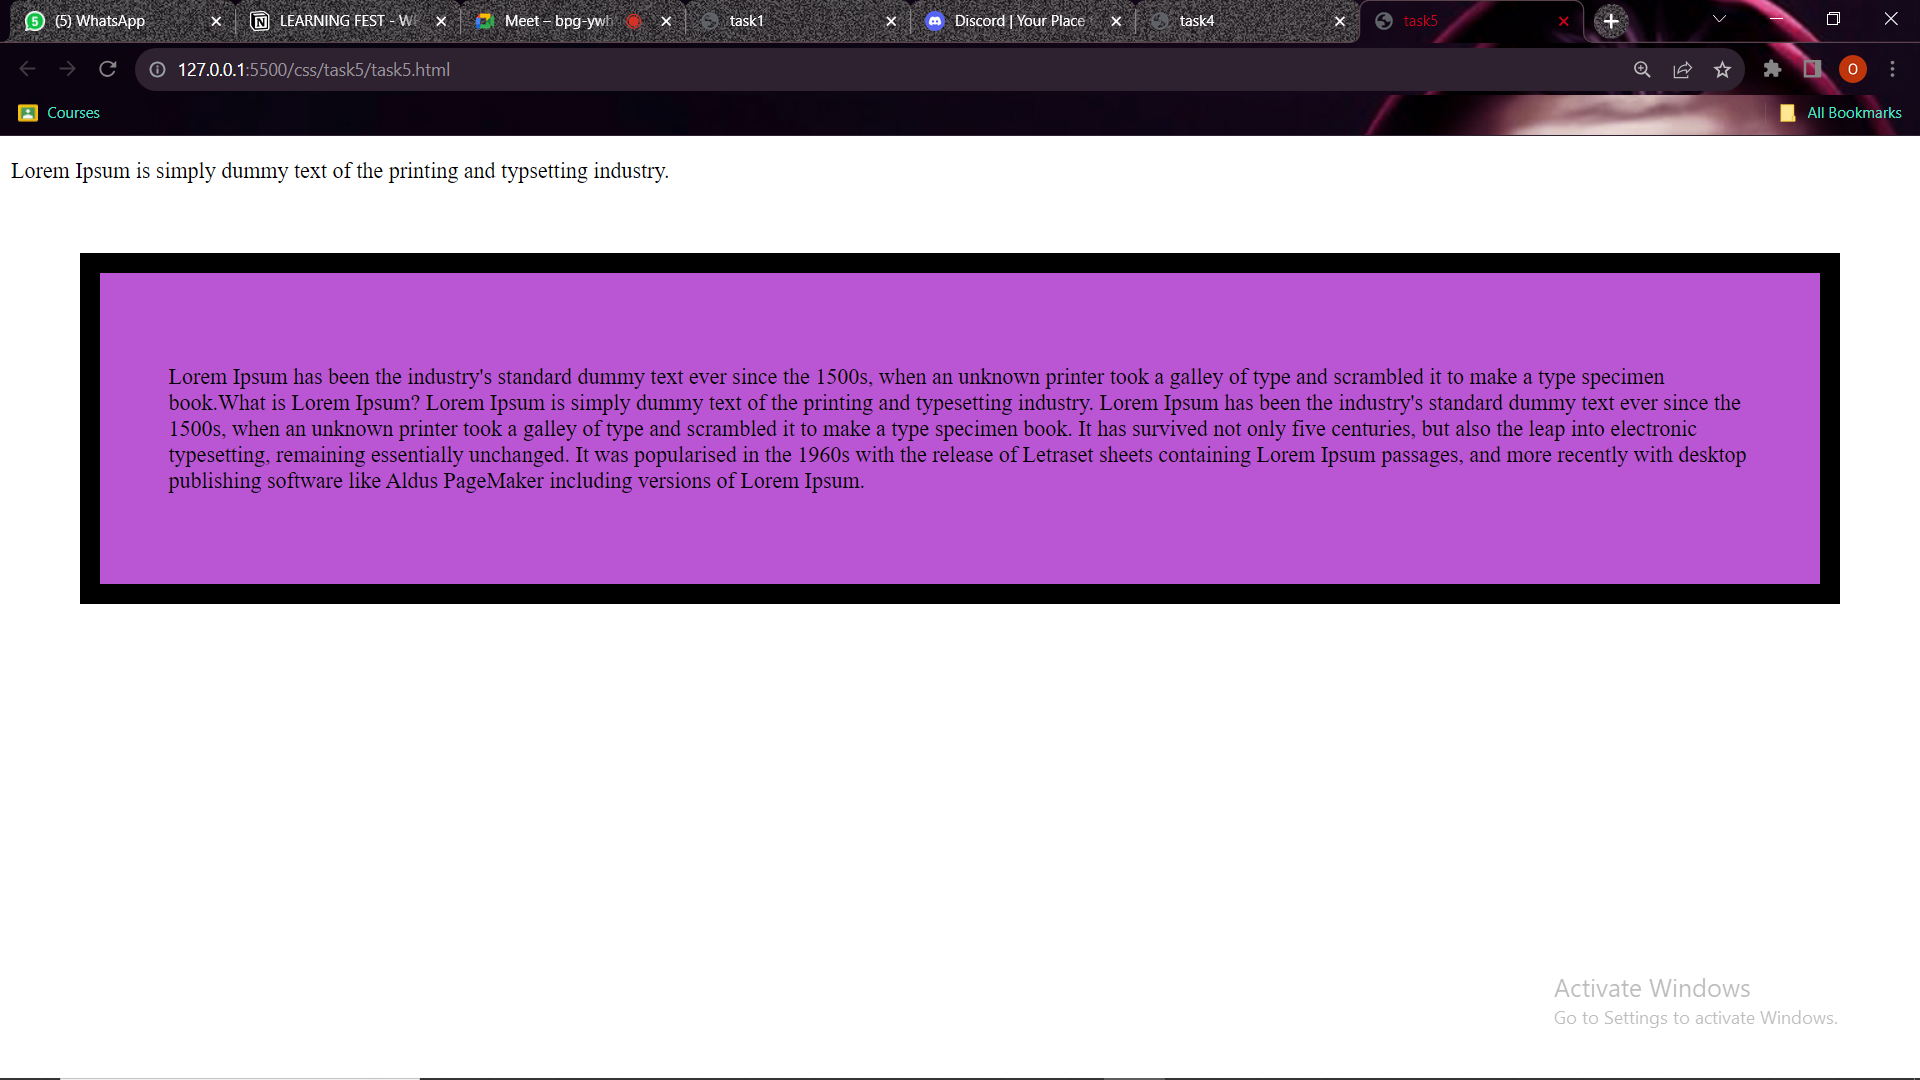 (5) WhatsApp
LEARNING FEST - W
Meet – bpg-ywh
task1
Discord | Your Place
task4
task5
127.0.0.1:5500/css/task5/task5.html
O
Courses
All Bookmarks
Lorem Ipsum is simply dummy text of the printing and typsetting industry.
Lorem Ipsum has been the industry's standard dummy text ever since the 1500s, when an unknown printer took a galley of type and scrambled it to make a type specimen
book.What is Lorem Ipsum? Lorem Ipsum is simply dummy text of the printing and typesetting industry. Lorem Ipsum has been the industry's standard dummy text ever since the
1500s, when an unknown printer took a galley of type and scrambled it to make a type specimen book. It has survived not only five centuries, but also the leap into electronic
typesetting, remaining essentially unchanged. It was popularised in the 1960s with the release of Letraset sheets containing Lorem Ipsum passages, and more recently with desktop
publishing software like Aldus PageMaker including versions of Lorem Ipsum.
Activate Windows
Go to Settings to activate Windows.